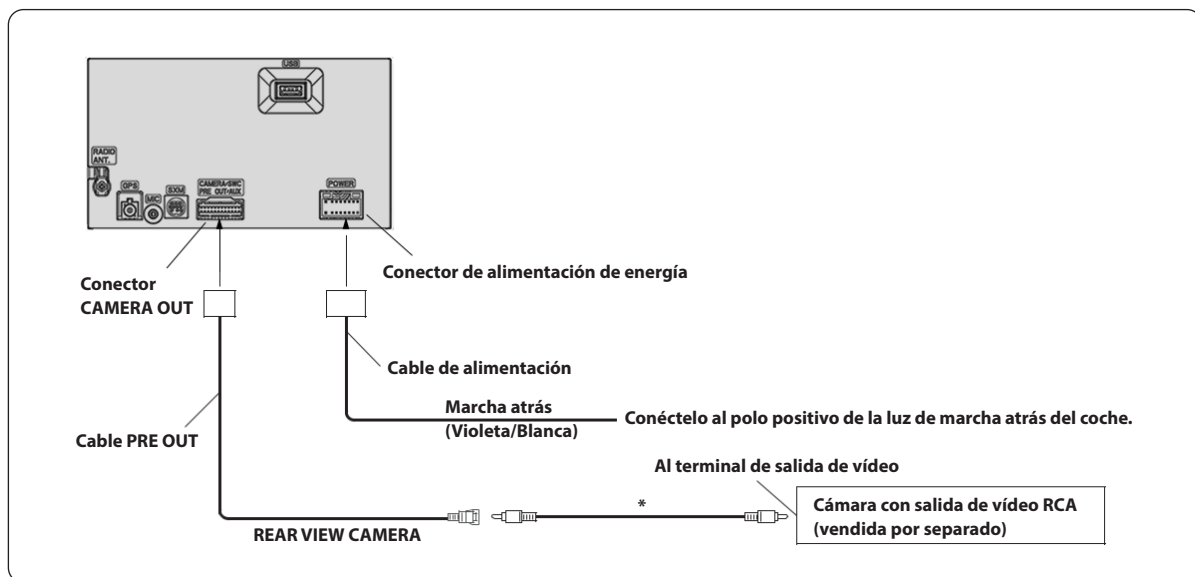 USB
RADIO
ANT.
GPS
MIC
SXM
CAMERA/SWC
PRE OUT•AUX
POWER
Conector
CAMERA OUT
Conector de alimentación de energía
Cable de alimentación
Cable PRE OUT
Marcha atrás
(Violeta/Blanca)
Conéctelo al polo positivo de la luz de marcha atrás del coche.
Al terminal de salida de vídeo
*
Cámara con salida de vídeo RCA
(vendida por separado)
REAR VIEW CAMERA